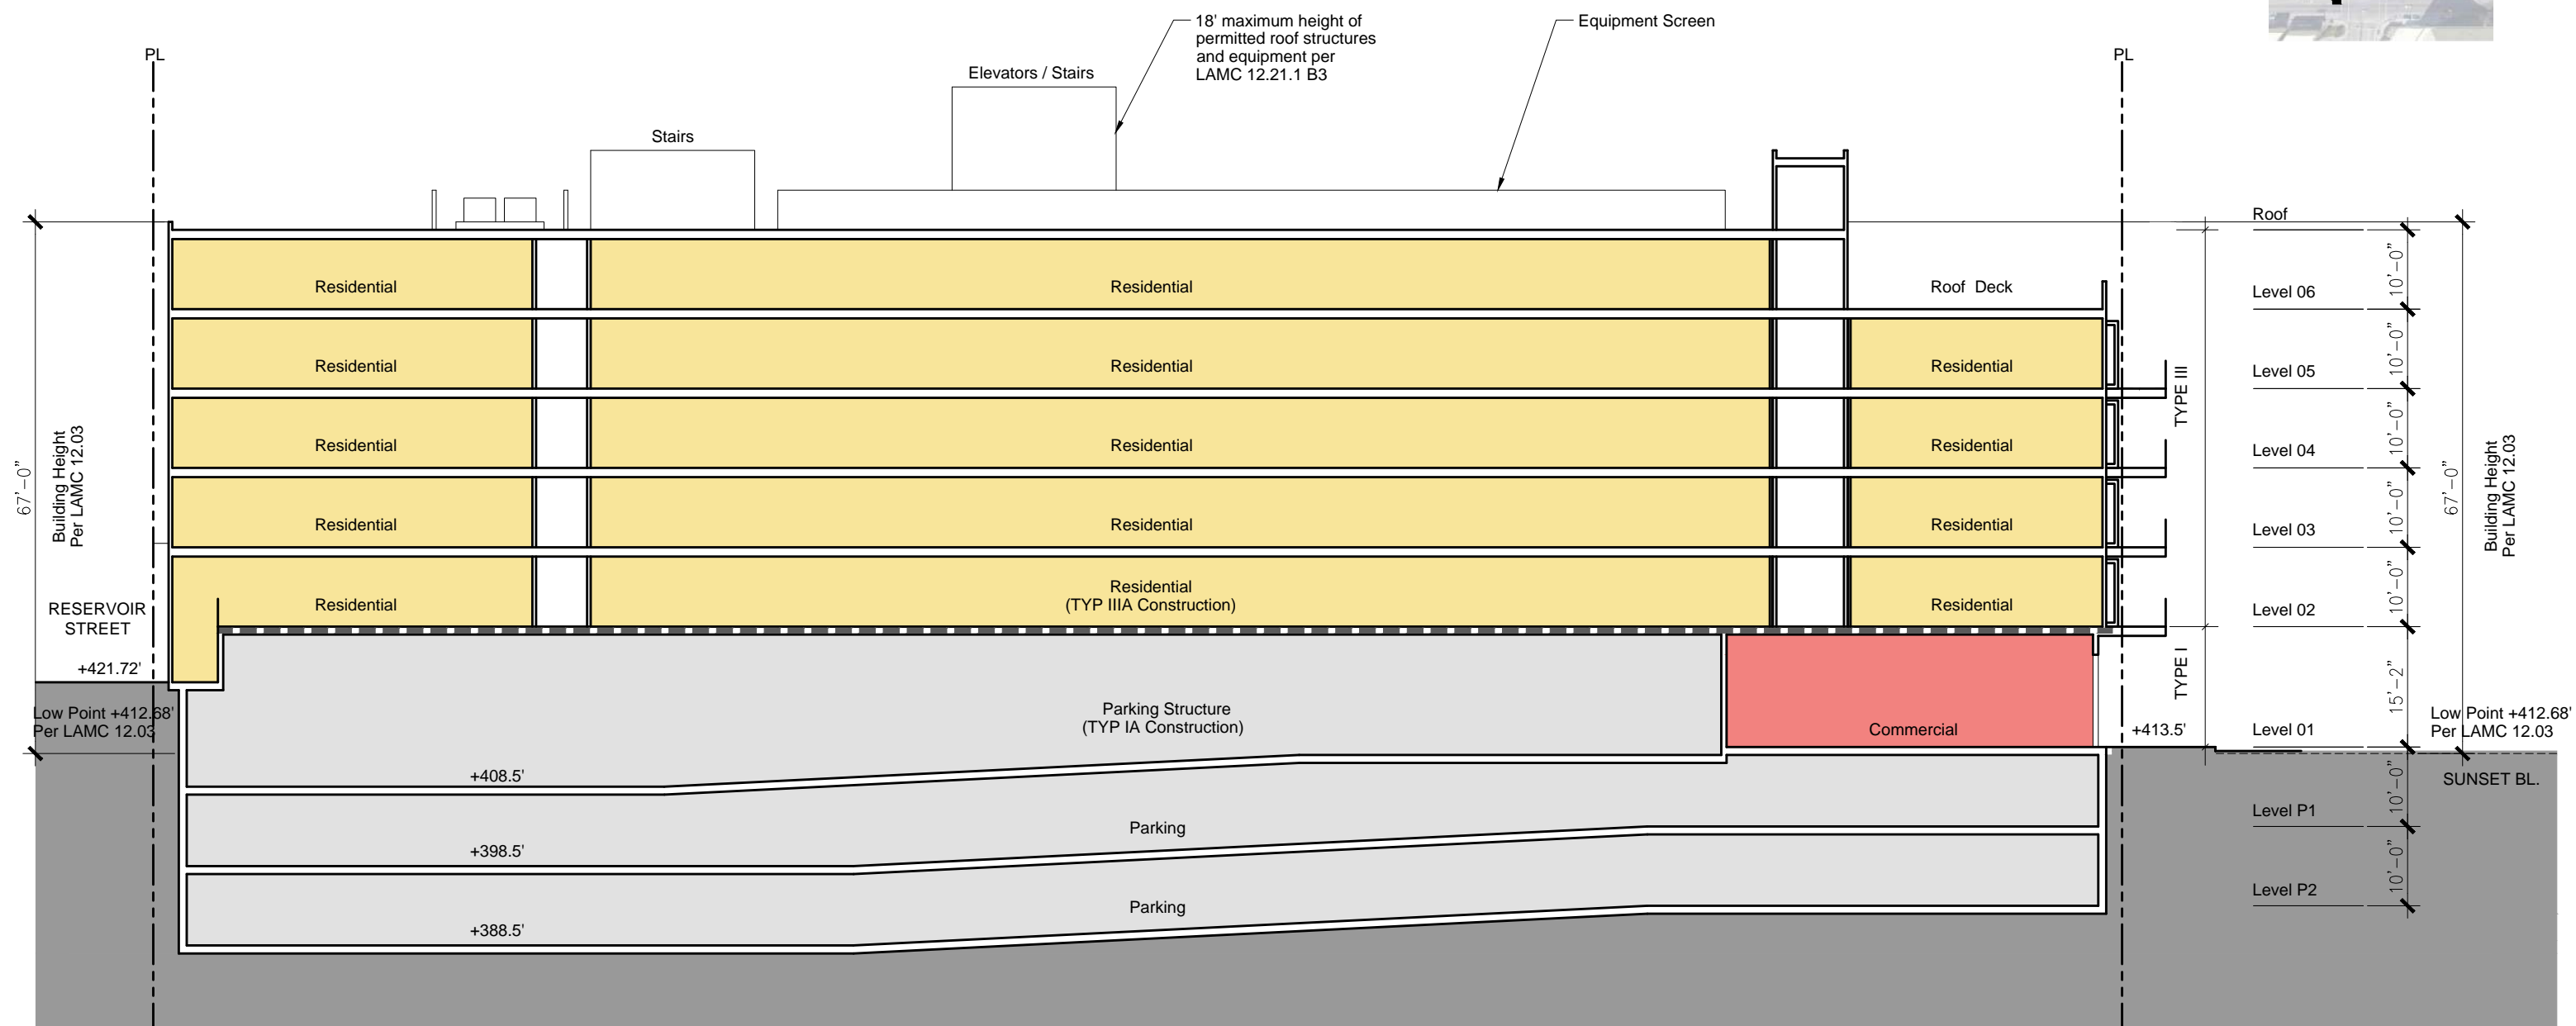 18' maximum height of
permitted roof structures
and equipment per
LAMC 12.21.1 B3
Equipment Screen
PL
PL
Elevators / Stairs
Stairs
Roof
Residential
Residential
Roof Deck
Level 06
10'-0"
Residential
Residential
Residential
Level 05
10'-0"
TYPE III
Residential
Residential
Residential
Level 04
10'-0"
67'-0"
Building Height
Per LAMC 12.03
67'-0"
Building Height
Per LAMC 12.03
Residential
Residential
Residential
Level 03
10'-0"
Residential
Residential
(TYP IIIA Construction)
Residential
Level 02
10'-0"
RESERVOIR
STREET
+421.72'
Low Point +412.68'
Per LAMC 12.03
Parking Structure
(TYP IA Construction)
Commercial
TYPE I
+413.5'
Level 01
15'-2"
Low Point +412.68'
Per LAMC 12.03
SUNSET BL.
+408.5'
Parking
Level P1
10'-0"
+398.5'
Parking
Level P2
10'-0"
+388.5'